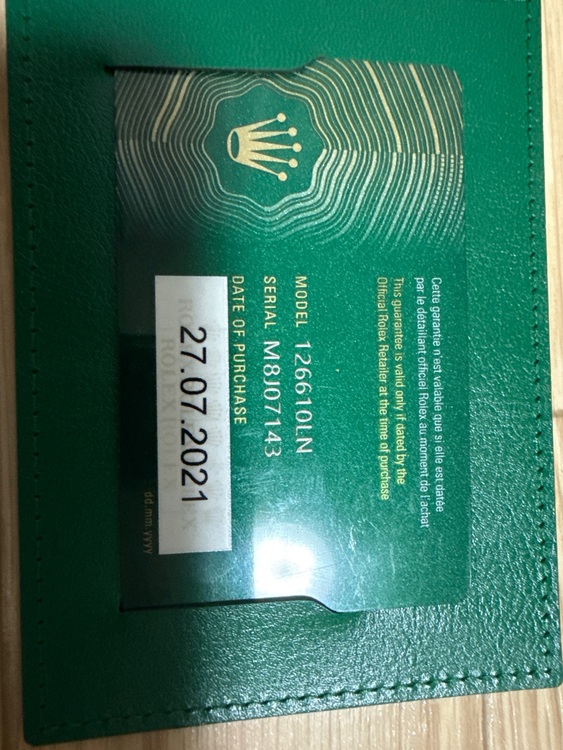 Cette garantie n'est valable que si elle est datée
par le détaillant officiel Rolex au moment de l'achat
This guarantee is valid only if dated by the
Official Rolex Retailer at the time of purchase
MODEL 126610LN
SERIAL M8J07143
DATE OF PURCHASE
27.07.2021
dd.mm.yyyy